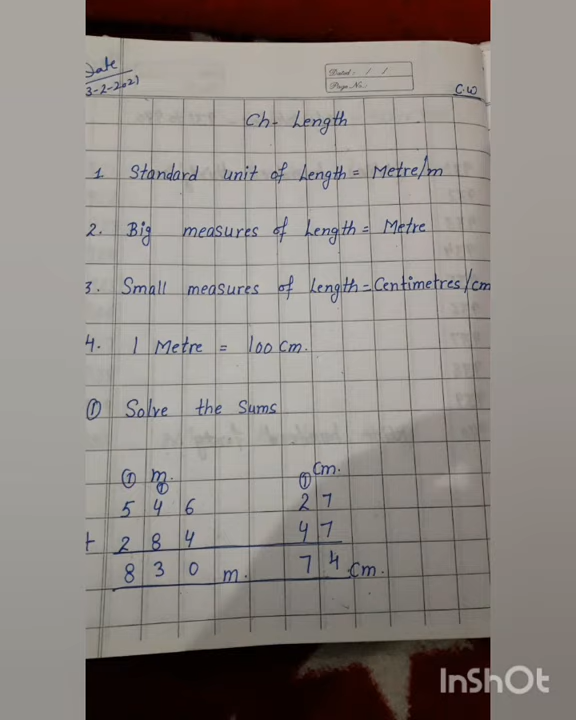 Date
3-2-2021
Dated: / /
Page No:
C.W
Ch- Length
1 Standard unit of Length = Metre/m
2. Big measures of Length = Metre
3. Small measures of Length = Centimetres/cm
4. 1 Metre = 100 cm.
① Solve the Sums
① m. cm.
① ①
5 4 6 2 7
+ 2 8 4 4 7
8 3 0 m. 7 4 cm.
InShOt